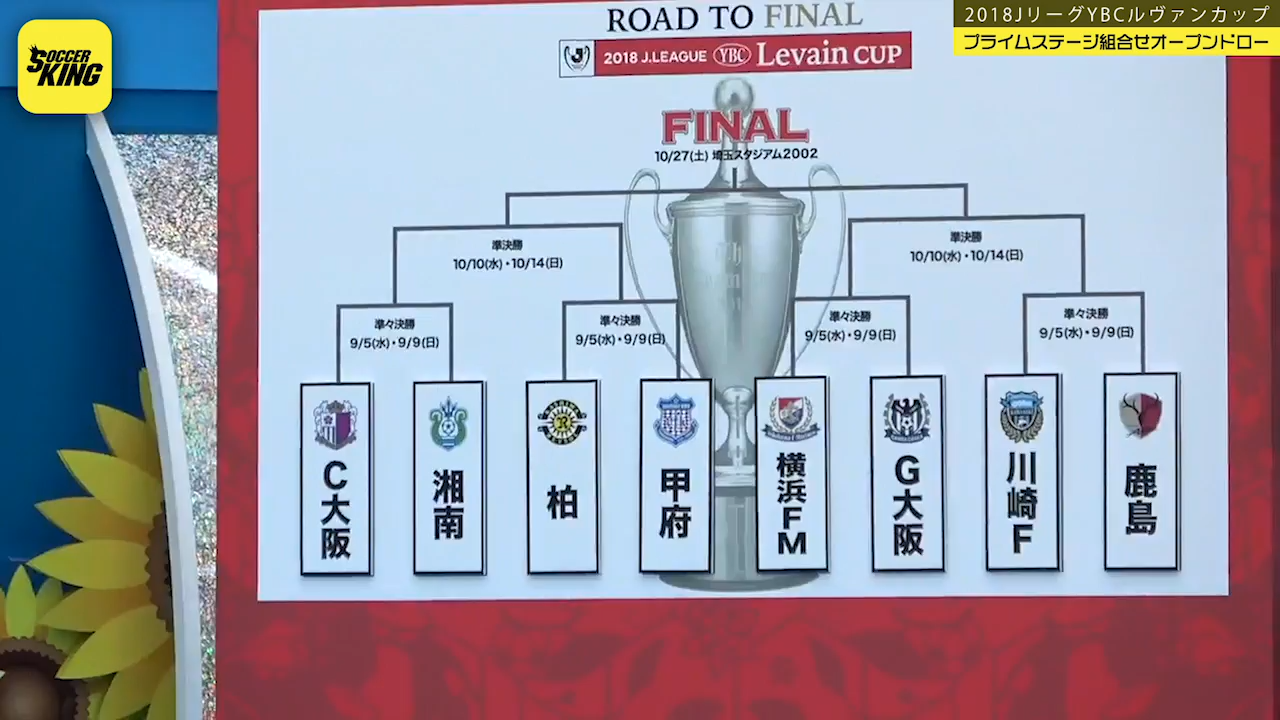 SOCCER KING
2018JリーグYBCルヴァンカップ
プライムステージ組合せオープンドロー
ROAD TO FINAL
2018 J.LEAGUE YBC Levain CUP
FINAL
10/27(土) 埼玉スタジアム2002
準決勝
10/10(水)・10/14(日)
準決勝
10/10(水)・10/14(日)
準々決勝
9/5(水)・9/9(日)
準々決勝
9/5(水)・9/9(日)
準々決勝
9/5(水)・9/9(日)
準々決勝
9/5(水)・9/9(日)
C大阪
湘南
柏
甲府
横浜FM
G大阪
川崎F
鹿島